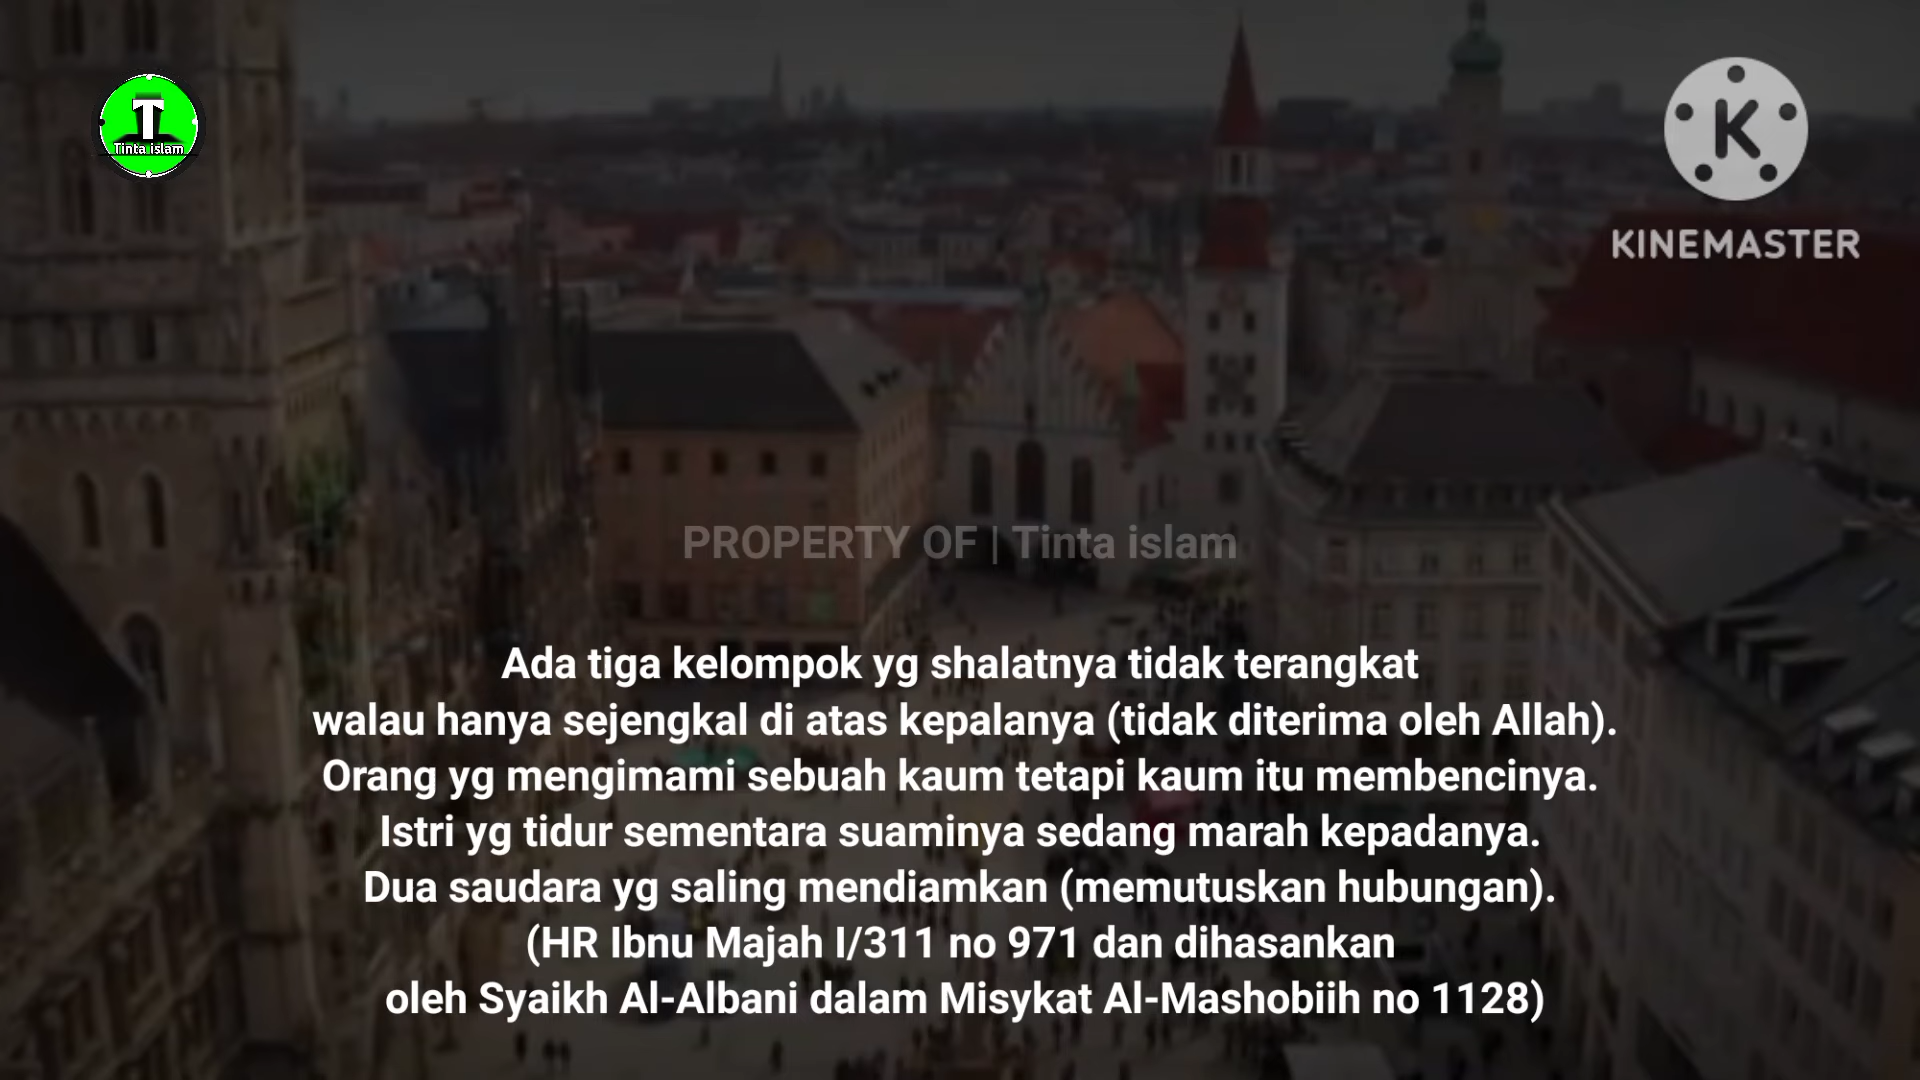 T
Tinta islam
K
KINEMASTER
PROPERTY OF | Tinta islam
Ada tiga kelompok yg shalatnya tidak terangkat
walau hanya sejengkal di atas kepalanya (tidak diterima oleh Allah).
Orang yg mengimami sebuah kaum tetapi kaum itu membencinya.
Istri yg tidur sementara suaminya sedang marah kepadanya.
Dua saudara yg saling mendiamkan (memutuskan hubungan).
(HR Ibnu Majah I/311 no 971 dan dihasankan
oleh Syaikh Al-Albani dalam Misykat Al-Mashobiih no 1128)